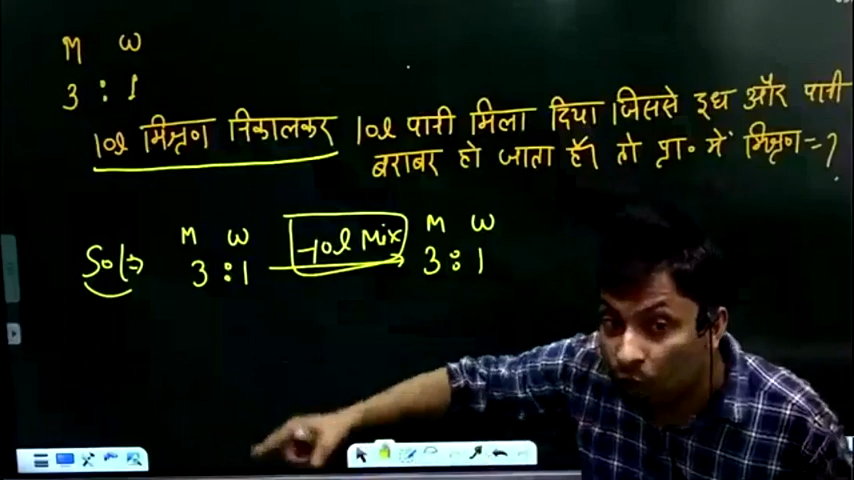 M W
3 : 1
10l मिश्रण निकालकर 10l पानी मिला दिया जिससे दूध और पानी
बराबर हो जाता है। तो प्रा० में मिश्रण = ?
Sol:⇒ M W -10l Mix M W
3 : 1 3 : 1